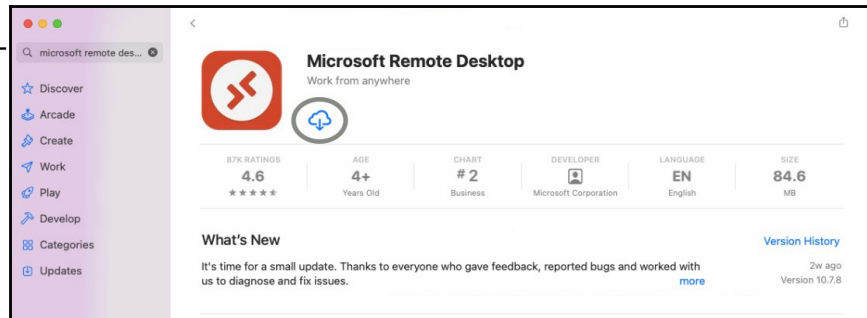 microsoft remote des...
Discover
Arcade
Create
Work
Play
Develop
Categories
Updates
Microsoft Remote Desktop
Work from anywhere
87K RATINGS
4.6
Years Old
AGE
4+
CHART
#2
Business
DEVELOPER
Microsoft Corporation
LANGUAGE
EN
English
SIZE
84.6
MB
What's New
Version History
It's time for a small update. Thanks to everyone who gave feedback, reported bugs and worked with
us to diagnose and fix issues.
more
2w ago
Version 10.7.8